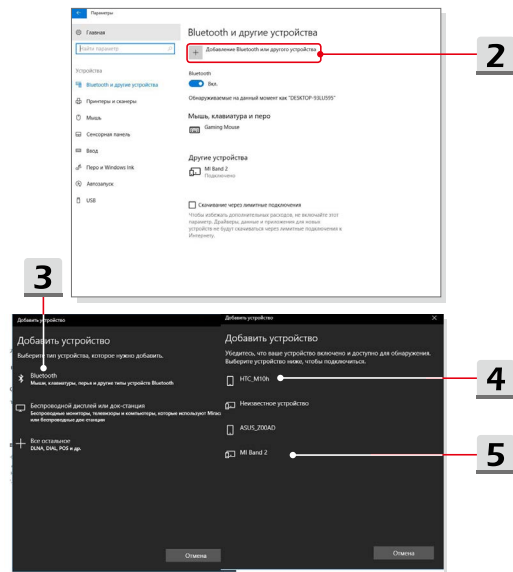 Параметры
Главная
Найти параметр
Устройства
Bluetooth и другие устройства
Принтеры и сканеры
Мышь
Сенсорная панель
Ввод
Перо и Windows Ink
Автозапуск
USB
Bluetooth и другие устройства
Добавление Bluetooth или другого устройства
2
Bluetooth
Вкл.
Обнаруживаемые на данный момент как "DESKTOP-93LU595"
Мышь, клавиатура и перо
Gaming Mouse
Другие устройства
MI Band 2
Подключено
Скачивание через лимитные подключения
Чтобы избежать дополнительных расходов, не включайте этот
параметр. Драйверы, данные и приложения для новых
устройств не будут скачиваться через лимитные подключения к
Интернету.
3
Добавить устройство
Добавить устройство
Выберите тип устройства, которое нужно добавить.
Bluetooth
Мыши, клавиатуры, перья и другие типы устройств Bluetooth
Беспроводной дисплей или док-станция
Беспроводные мониторы, телевизоры и компьютеры, которые используют Mirac
или беспроводные док-станции
Все остальное
DLNA, DIAL, POS и др.
Отмена
Добавить устройство
Добавить устройство
Убедитесь, что ваше устройство включено и доступно для обнаружения.
Выберите устройство ниже, чтобы подключиться.
HTC_M10h
4
Неизвестное устройство
ASUS_Z00AD
MI Band 2
5
Отмена